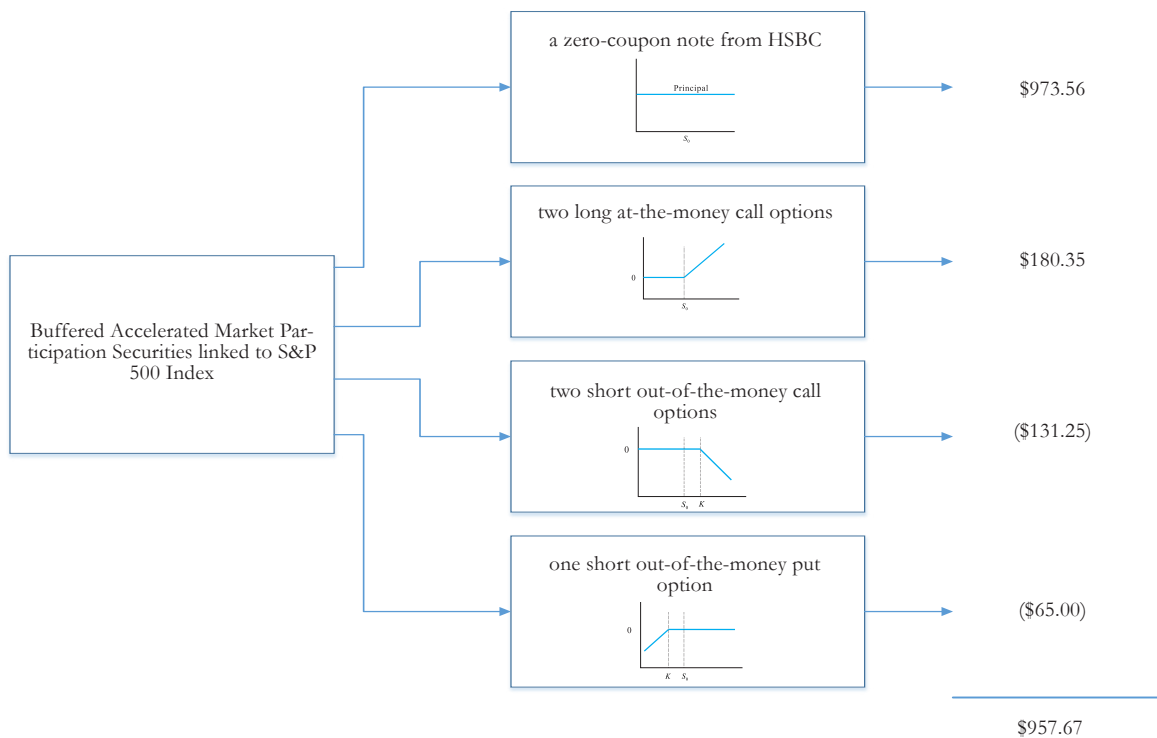 a zero-coupon note from HSBC
Principal
S₀
$973.56
two long at-the-money call options
0
S₀
$180.35
Buffered Accelerated Market Par-
ticipation Securities linked to S&P
500 Index
two short out-of-the-money call
options
0
S₀ K
($131.25)
one short out-of-the-money put
option
0
K S₀
($65.00)
$957.67